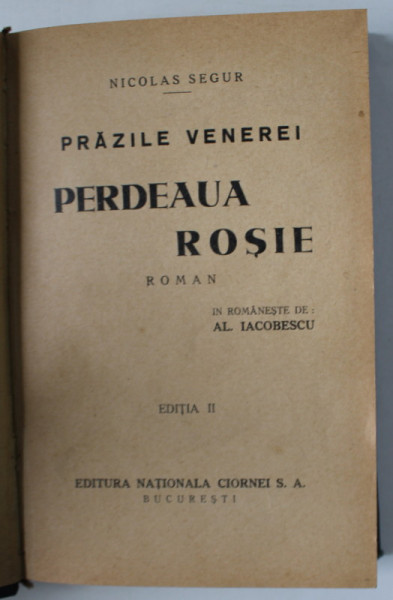 NICOLAS SEGUR
PRĂZILE VENEREI
PERDEAUA
ROȘIE
ROMAN
IN ROMÂNEȘTE DE :
AL. IACOBESCU
EDIȚIA II
EDITURA NAȚIONALA CIORNEI S. A.
BUCUREȘTI